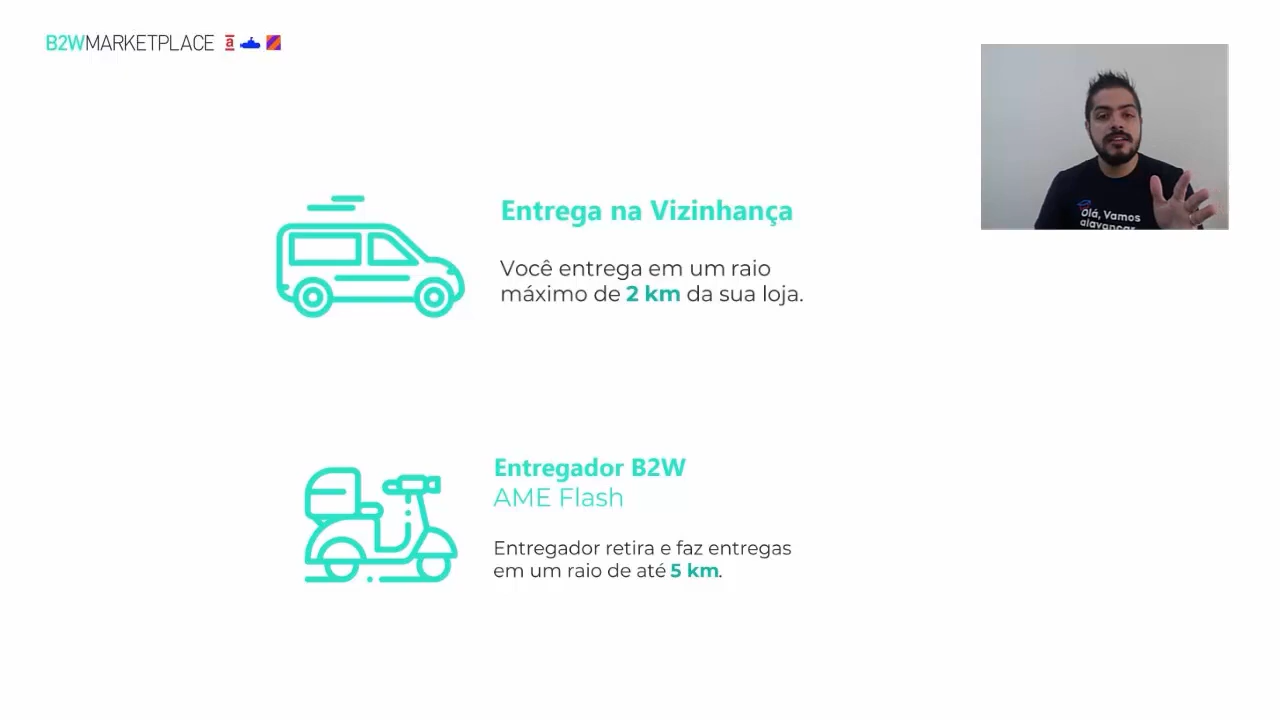 B2WMARKETPLACE a
Olá, Vamos
alavancar
Entrega na Vizinhança
Você entrega em um raio
máximo de 2 km da sua loja.
Entregador B2W
AME Flash
Entregador retira e faz entregas
em um raio de até 5 km.